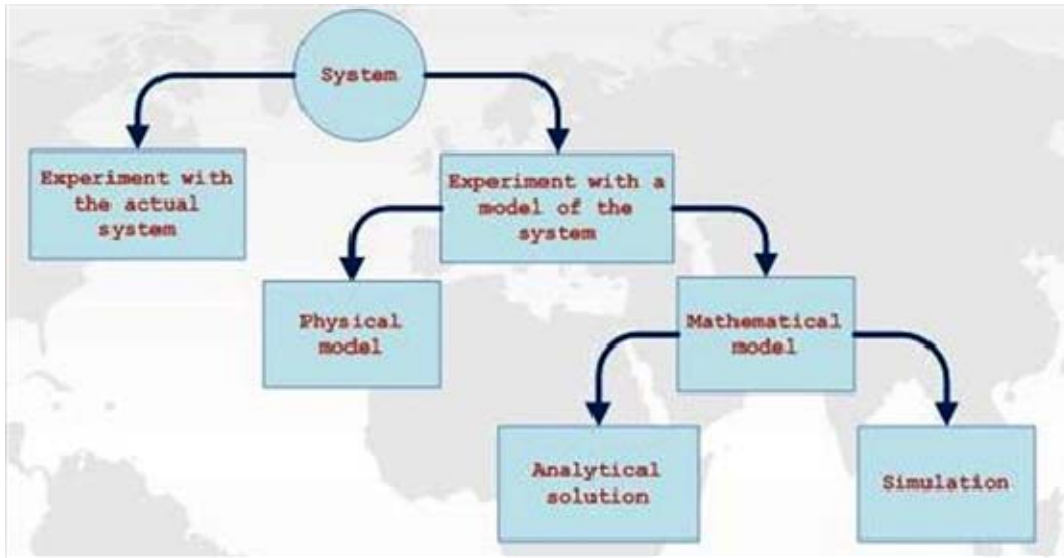 System
Experiment with
the actual
system
Experiment with a
model of the
system
Physical
model
Mathematical
model
Analytical
solution
Simulation